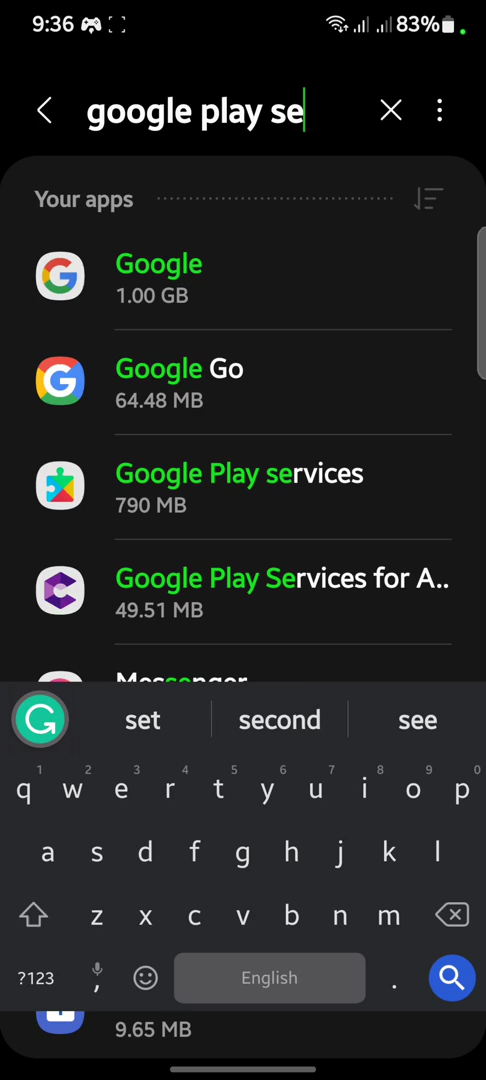 9:36 83%
google play se
Your apps
Google
1.00 GB
Google Go
64.48 MB
Google Play services
790 MB
Google Play Services for A..
49.51 MB
Messenger
set second see
1 2 3 4 5 6 7 8 9 0
q w e r t y u i o p
a s d f g h j k l
z x c v b n m
?123 , English .
9.65 MB